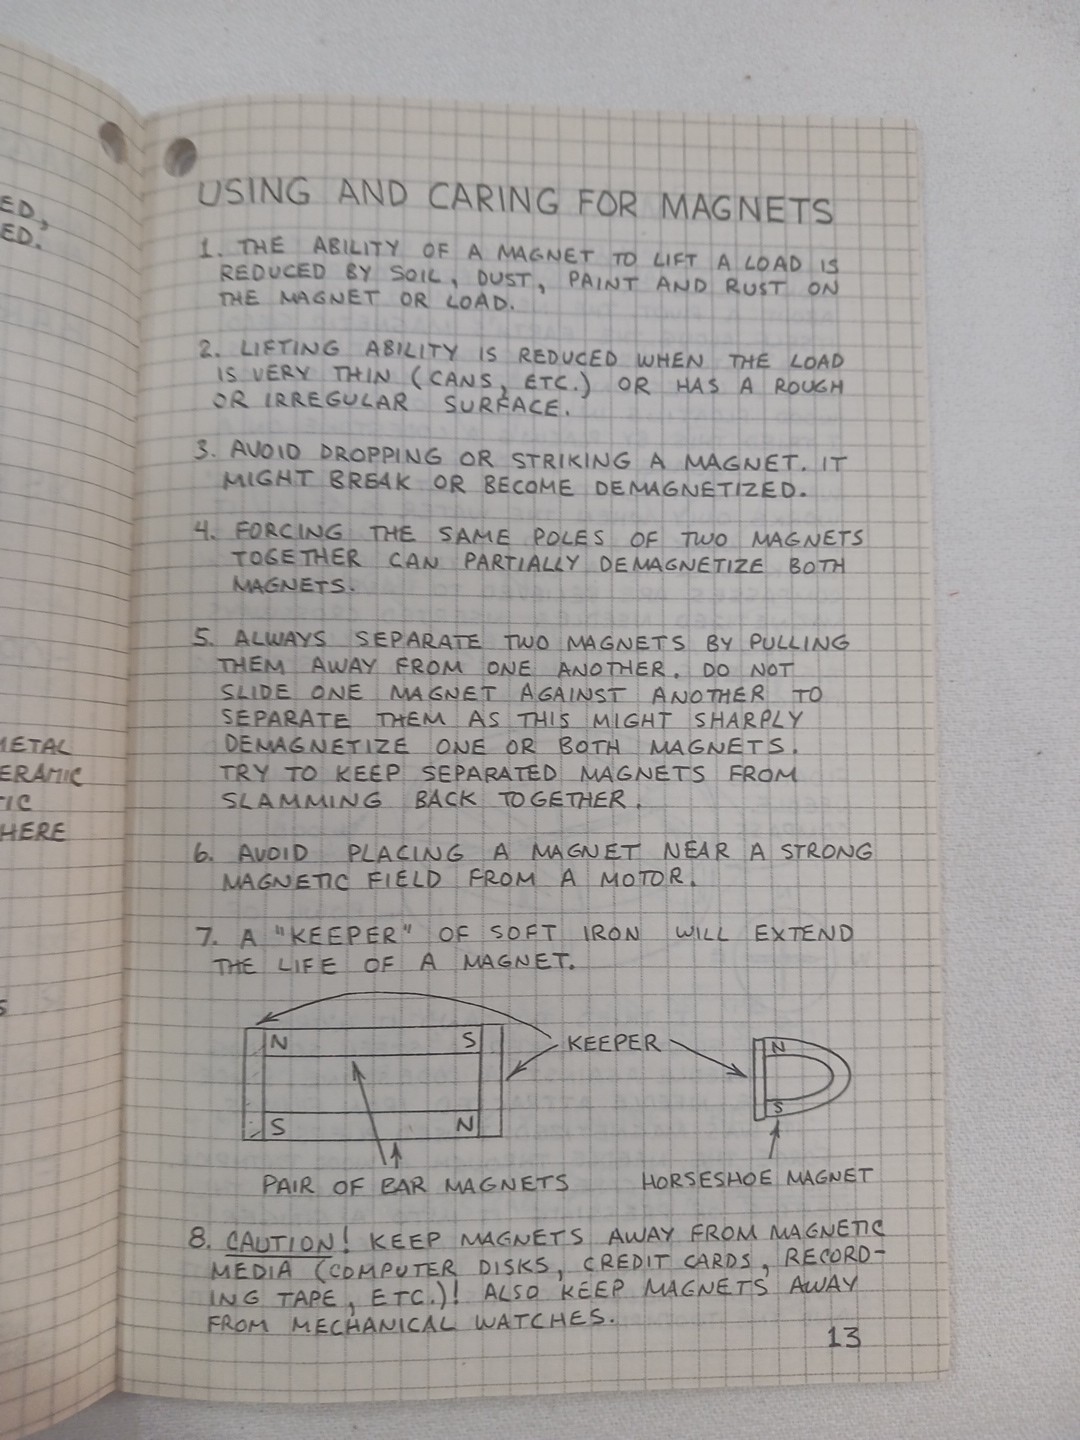 ED,
ED.
METAL
ERAMIC
TIC
HERE
S
USING AND CARING FOR MAGNETS
1. THE ABILITY OF A MAGNET TO LIFT A LOAD IS
REDUCED BY SOIL, DUST, PAINT AND RUST ON
THE MAGNET OR LOAD.
2. LIFTING ABILITY IS REDUCED WHEN THE LOAD
IS VERY THIN (CANS, ETC.) OR HAS A ROUGH
OR IRREGULAR SURFACE.
3. AVOID DROPPING OR STRIKING A MAGNET. IT
MIGHT BREAK OR BECOME DEMAGNETIZED.
4. FORCING THE SAME POLES OF TWO MAGNETS
TOGETHER CAN PARTIALLY DEMAGNETIZE BOTH
MAGNETS.
5. ALWAYS SEPARATE TWO MAGNETS BY PULLING
THEM AWAY FROM ONE ANOTHER. DO NOT
SLIDE ONE MAGNET AGAINST ANOTHER TO
SEPARATE THEM AS THIS MIGHT SHARPLY
DEMAGNETIZE ONE OR BOTH MAGNETS.
TRY TO KEEP SEPARATED MAGNETS FROM
SLAMMING BACK TOGETHER.
6. AVOID PLACING A MAGNET NEAR A STRONG
MAGNETIC FIELD FROM A MOTOR.
7. A "KEEPER" OF SOFT IRON WILL EXTEND
THE LIFE OF A MAGNET.
N S KEEPER N
S N S
PAIR OF BAR MAGNETS HORSESHOE MAGNET
8. CAUTION! KEEP MAGNETS AWAY FROM MAGNETIC
MEDIA (COMPUTER DISKS, CREDIT CARDS, RECORD-
ING TAPE, ETC.)! ALSO KEEP MAGNETS AWAY
FROM MECHANICAL WATCHES.
13